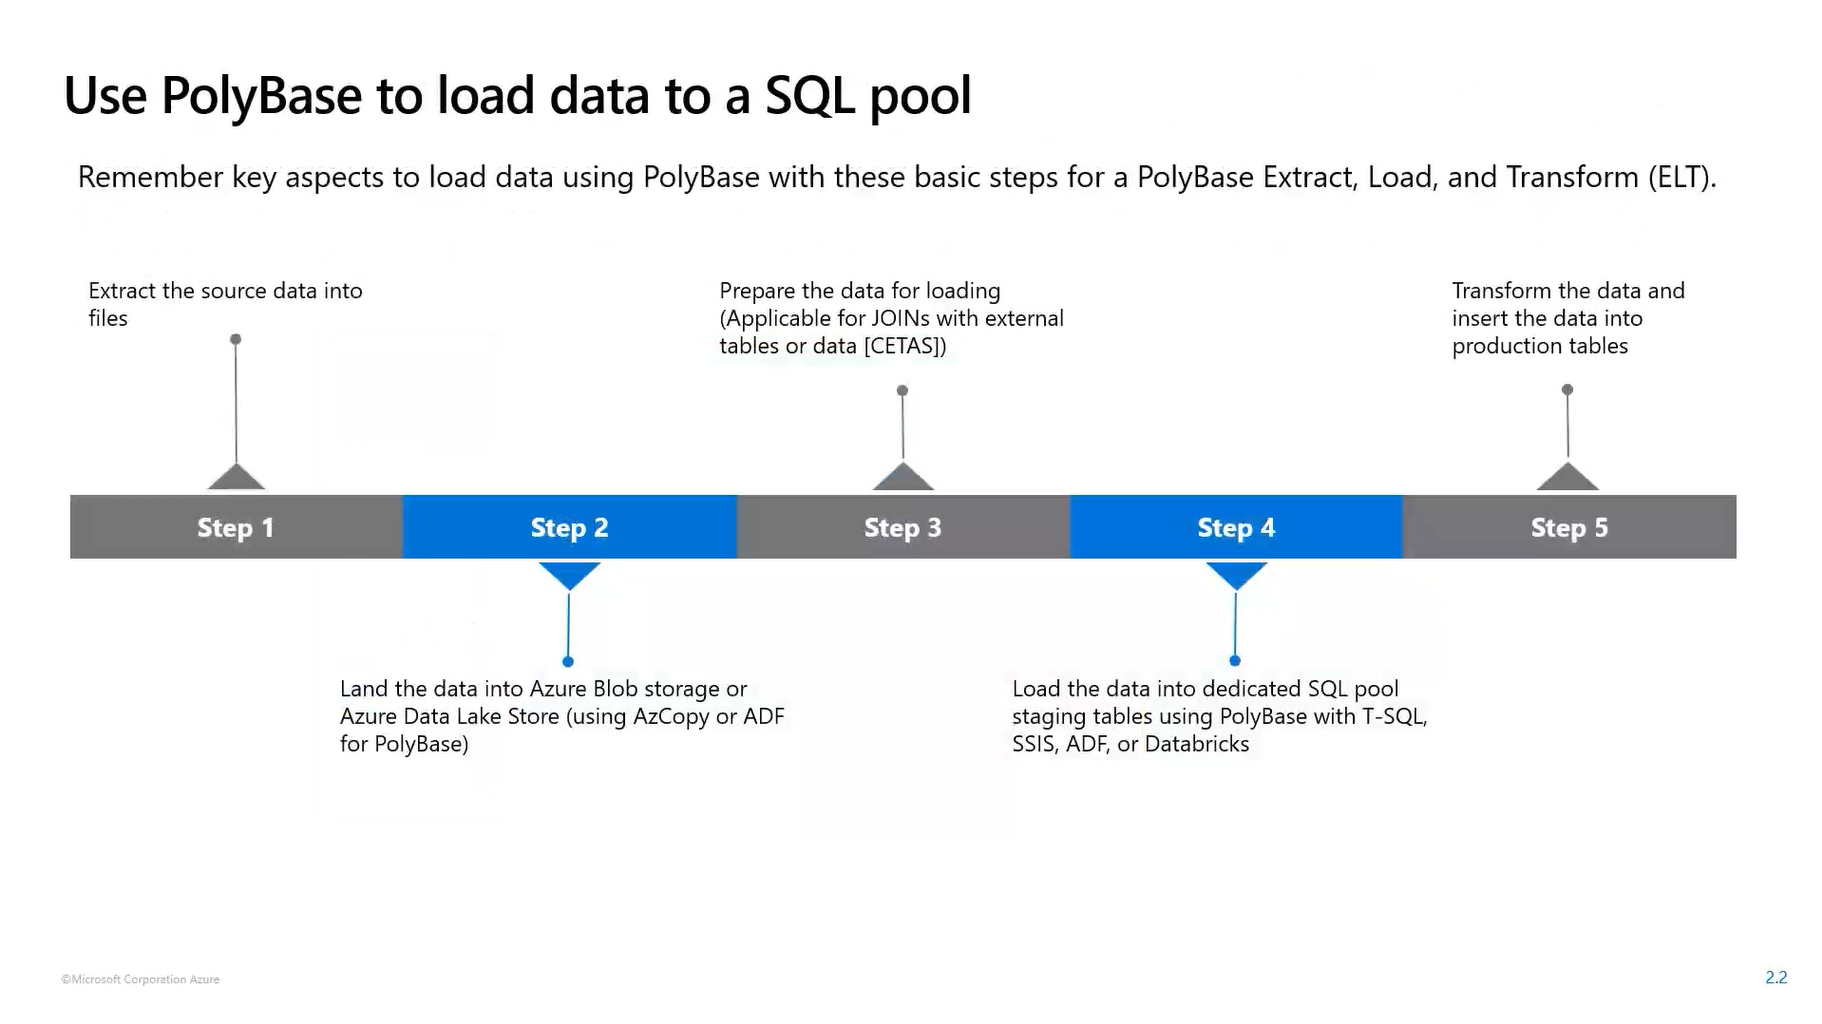 Use PolyBase to load data to a SQL pool
Remember key aspects to load data using PolyBase with these basic steps for a PolyBase Extract, Load, and Transform (ELT).
Extract the source data into
files
Prepare the data for loading
(Applicable for JOINs with external
tables or data [CETAS])
Transform the data and
insert the data into
production tables
Step 1
Step 2
Step 3
Step 4
Step 5
Land the data into Azure Blob storage or
Azure Data Lake Store (using AzCopy or ADF
for PolyBase)
Load the data into dedicated SQL pool
staging tables using PolyBase with T-SQL,
SSIS, ADF, or Databricks
©Microsoft Corporation Azure
2.2